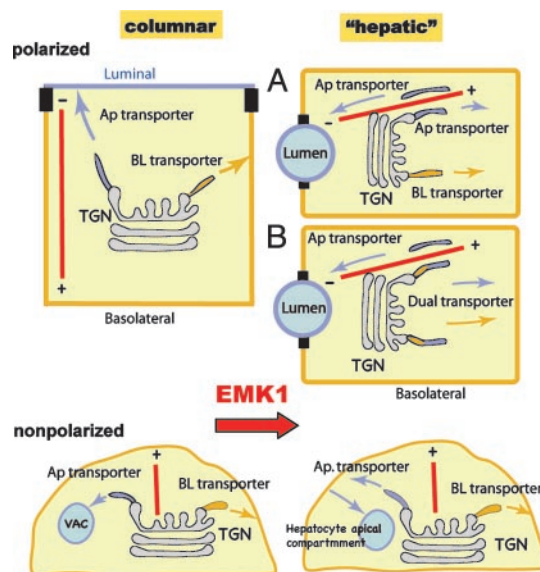 columnar
“hepatic”
polarized
Luminal
−
Ap transporter
BL transporter
TGN
+
Basolateral
A
Ap transporter
+
−
Ap transporter
Lumen
TGN
BL transporter
B
Ap transporter
+
−
Lumen
Dual transporter
TGN
Basolateral
EMK1
nonpolarized
+
Ap transporter
BL transporter
VAC
TGN
+
Ap. transporter
BL transporter
Hepatocyte apical
compartmment
TGN